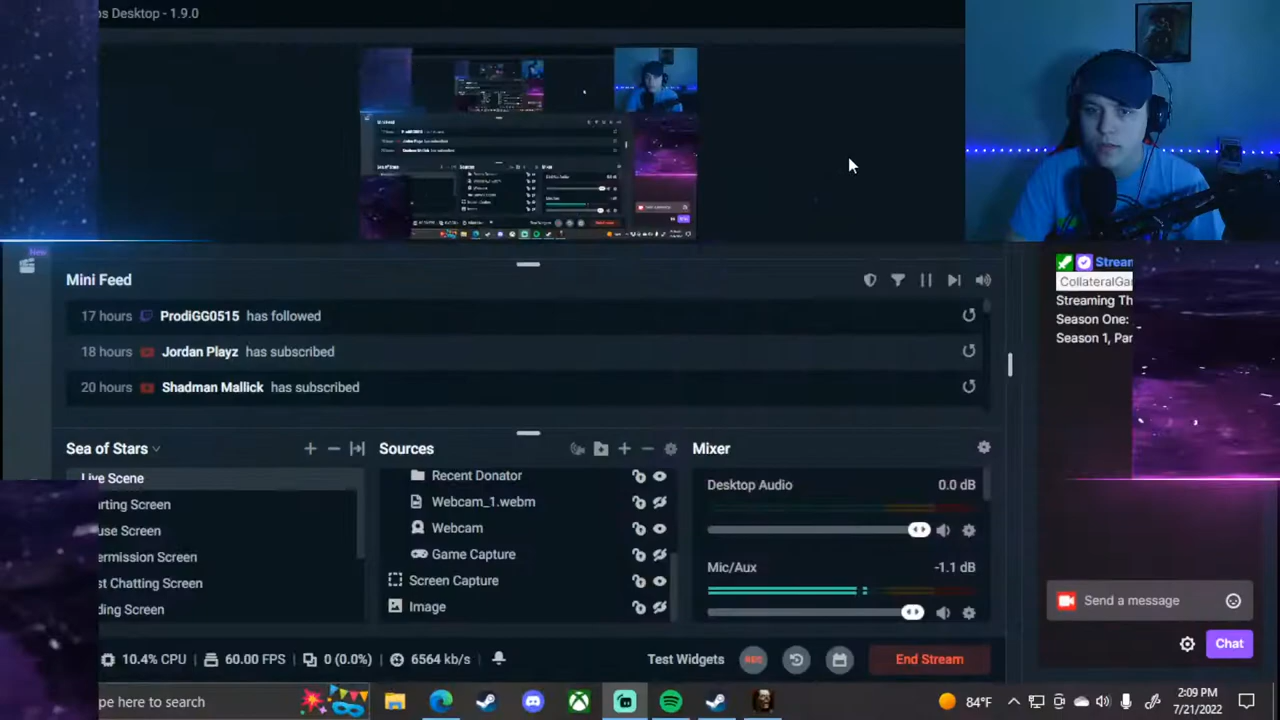 os Desktop - 1.9.0
New
Mini Feed
17 hours ProdiGG0515 has followed
18 hours Jordan Playz has subscribed
20 hours Shadman Mallick has subscribed
Stream
CollateralGa
Streaming Th
Season One:
Season 1, Par
Sea of Stars
Live Scene
arting Screen
use Screen
ermission Screen
st Chatting Screen
ding Screen
Sources
Recent Donator
Webcam_1.webm
Webcam
Game Capture
Screen Capture
Image
Mixer
Desktop Audio 0.0 dB
Mic/Aux -1.1 dB
Send a message
Chat
10.4% CPU 60.00 FPS 0 (0.0%) 6564 kb/s Test Widgets REC End Stream
pe here to search
84°F 2:09 PM
7/21/2022